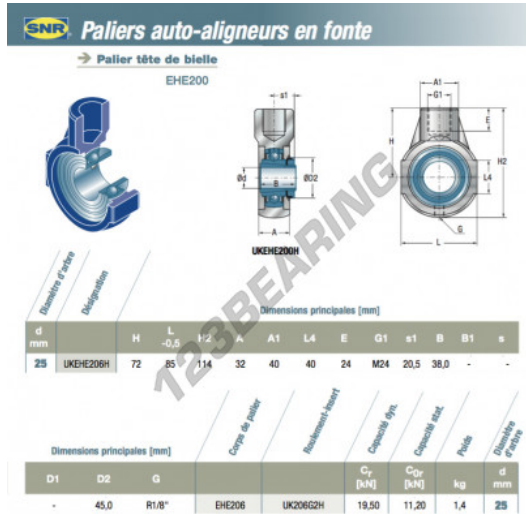 SNR Paliers auto-aligneurs en fonte
→ Palier tête de bielle
EHE200
s1
Ød
ØD2
B
A
UKEHE200H
A1
G1
E
H
H2
L4
G
L
123BEARING
Diamètre d'arbre
Désignation
Dimensions principales [mm]
d mm H L -0,5 H2 A A1 L4 E G1 s1 B B1 s
25 UKEHE206H 72 85 114 32 40 40 24 M24 20,5 38,0 - -
Dimensions principales [mm]
Corps de palier
Roulement-insert
Capacité dyn.
Capacité stat.
Poids
Diamètre d'arbre
D1 D2 G Cr [kN] C0r [kN] kg d mm
- 45,0 R1/8" EHE206 UK206G2H 19,50 11,20 1,4 25